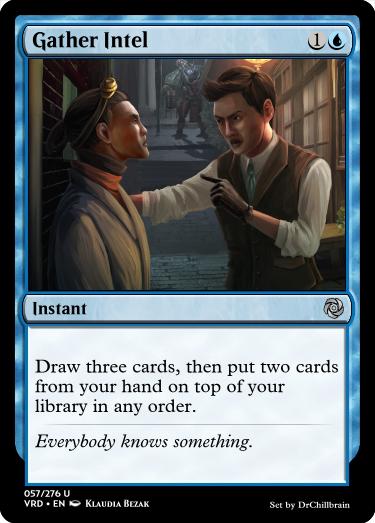 Gather Intel 1
Instant
Draw three cards, then put two cards
from your hand on top of your
library in any order.
Everybody knows something.
057/276 U
VRD • EN Klaudia Bezak
Set by DrChillbrain